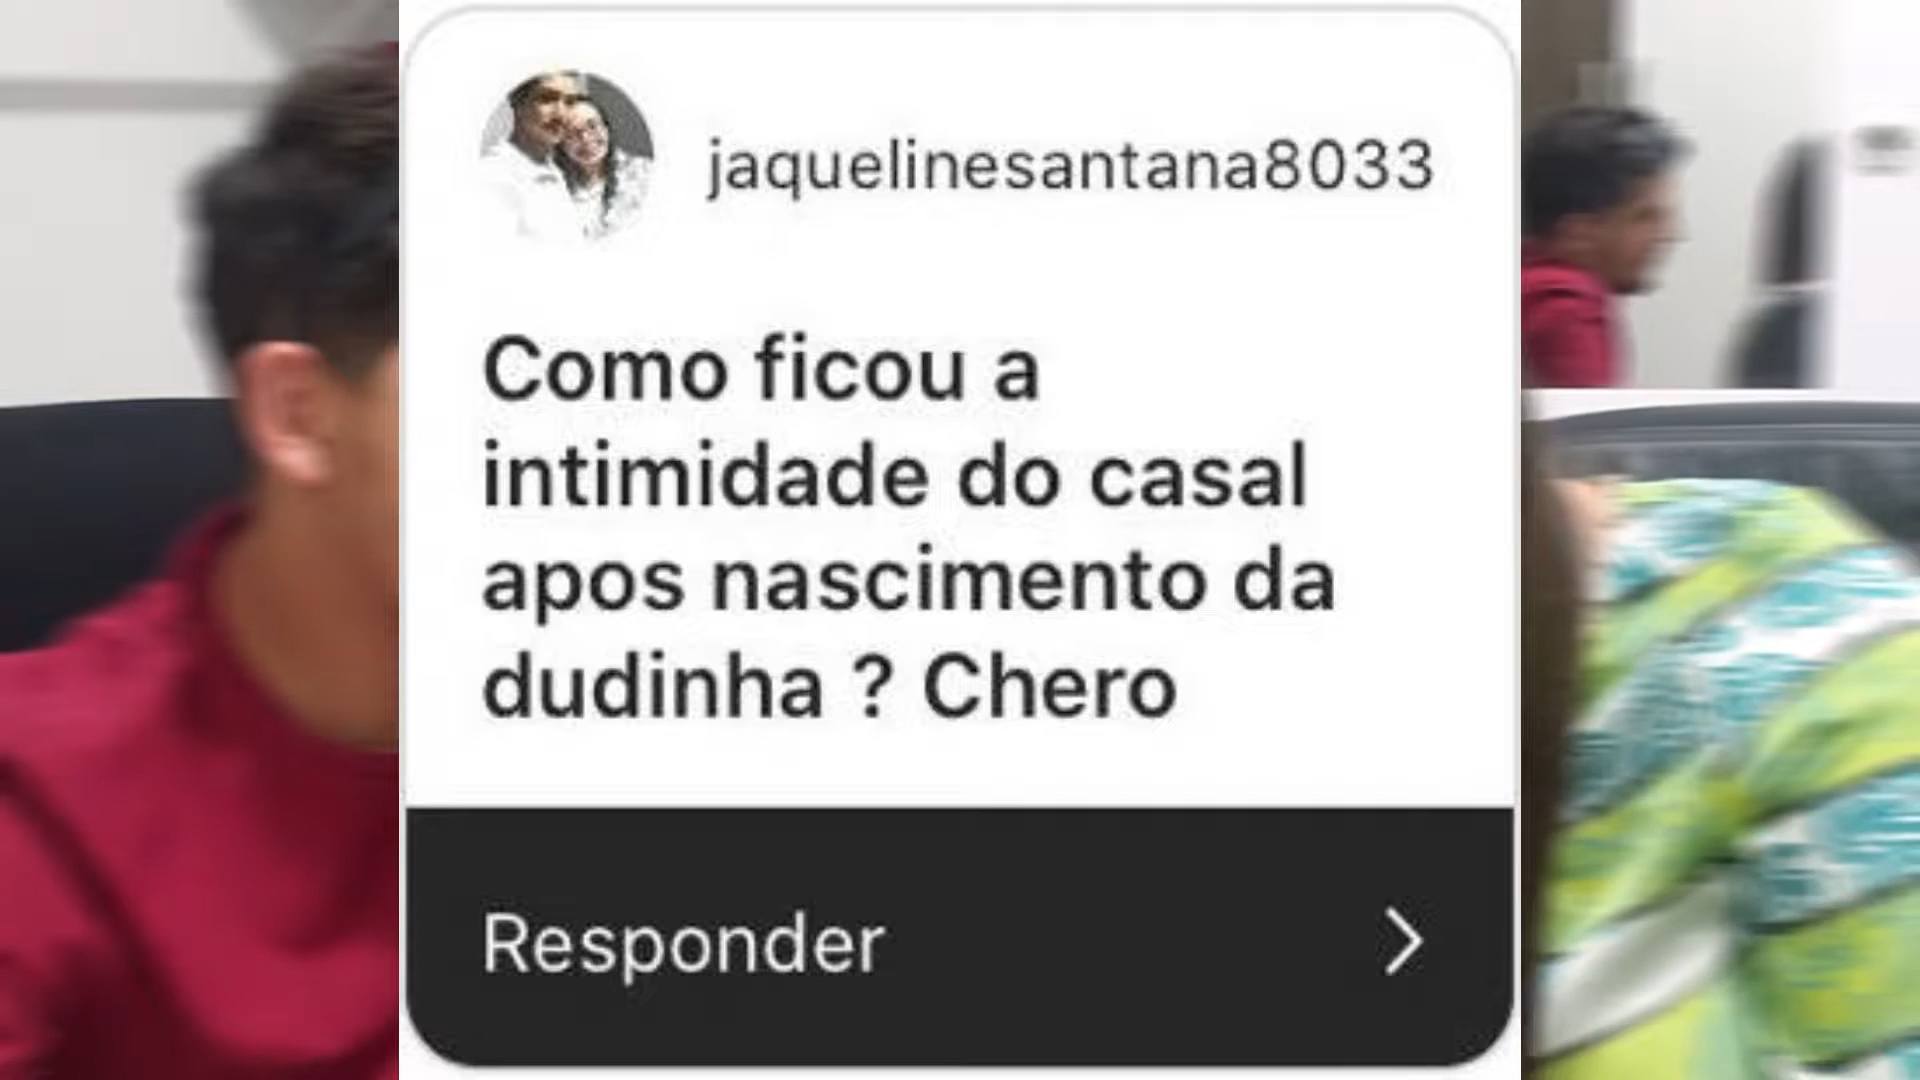 jaquelinesantana8033
Como ficou a
intimidade do casal
apos nascimento da
dudinha ? Chero
Responder